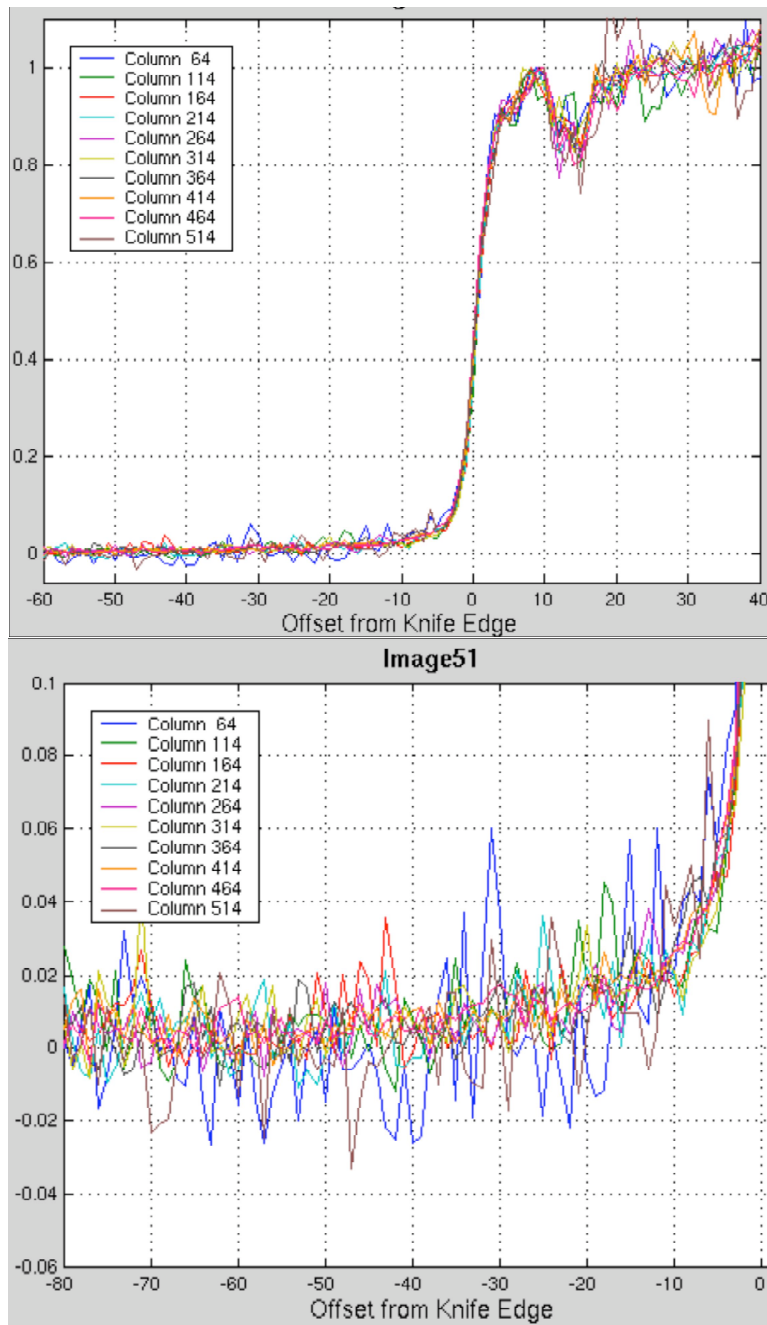 Column 64
Column 114
Column 164
Column 214
Column 264
Column 314
Column 364
Column 414
Column 464
Column 514
1
0.8
0.6
0.4
0.2
0
-60 -50 -40 -30 -20 -10 0 10 20 30 40
Offset from Knife Edge
Image51
0.1
Column 64
Column 114
Column 164
Column 214
Column 264
Column 314
Column 364
Column 414
Column 464
Column 514
0.08
0.06
0.04
0.02
0
-0.02
-0.04
-0.06
-80 -70 -60 -50 -40 -30 -20 -10 0
Offset from Knife Edge